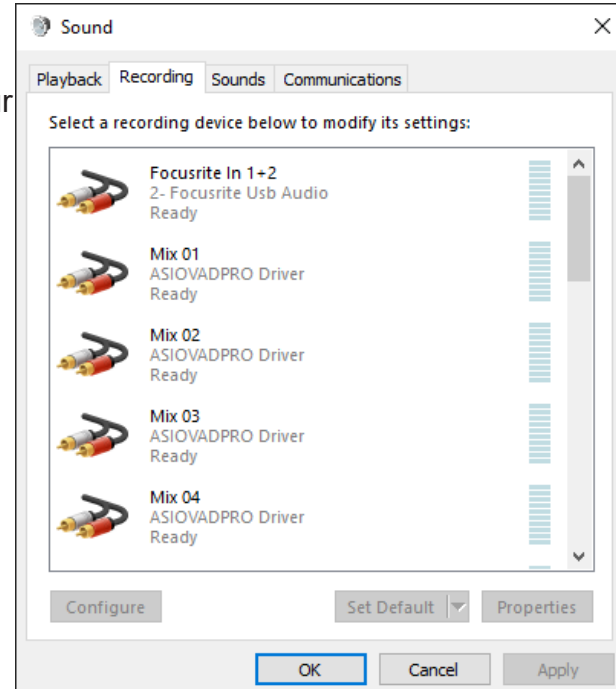 Sound
Playback Recording Sounds Communications
r
Select a recording device below to modify its settings:
Focusrite In 1+2
2- Focusrite Usb Audio
Ready
Mix 01
ASIOVADPRO Driver
Ready
Mix 02
ASIOVADPRO Driver
Ready
Mix 03
ASIOVADPRO Driver
Ready
Mix 04
ASIOVADPRO Driver
Ready
Configure Set Default Properties
OK Cancel Apply